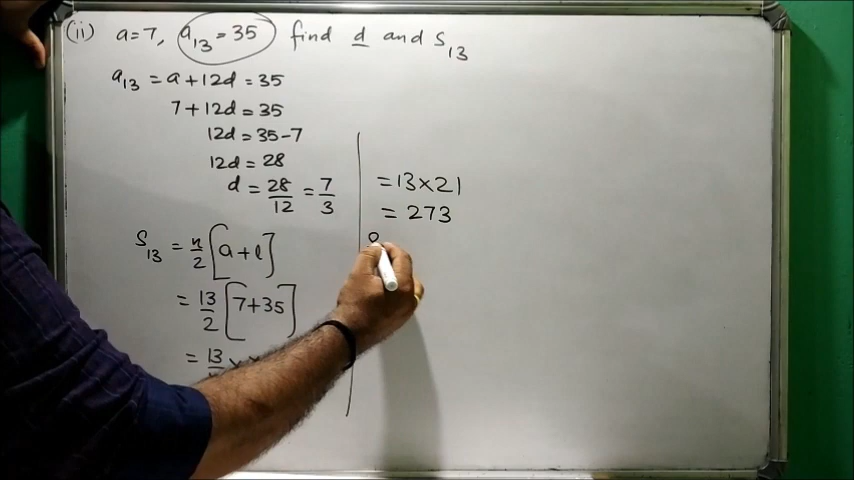 (ii) a=7, a₁₃ = 35 find d and S₁₃
a₁₃ = a + 12d = 35
7 + 12d = 35
12d = 35 - 7
12d = 28
d = 28/12 = 7/3
S₁₃ = n/2 [a + l]
= 13/2 [7 + 35]
= 13
= 13 × 21
= 273